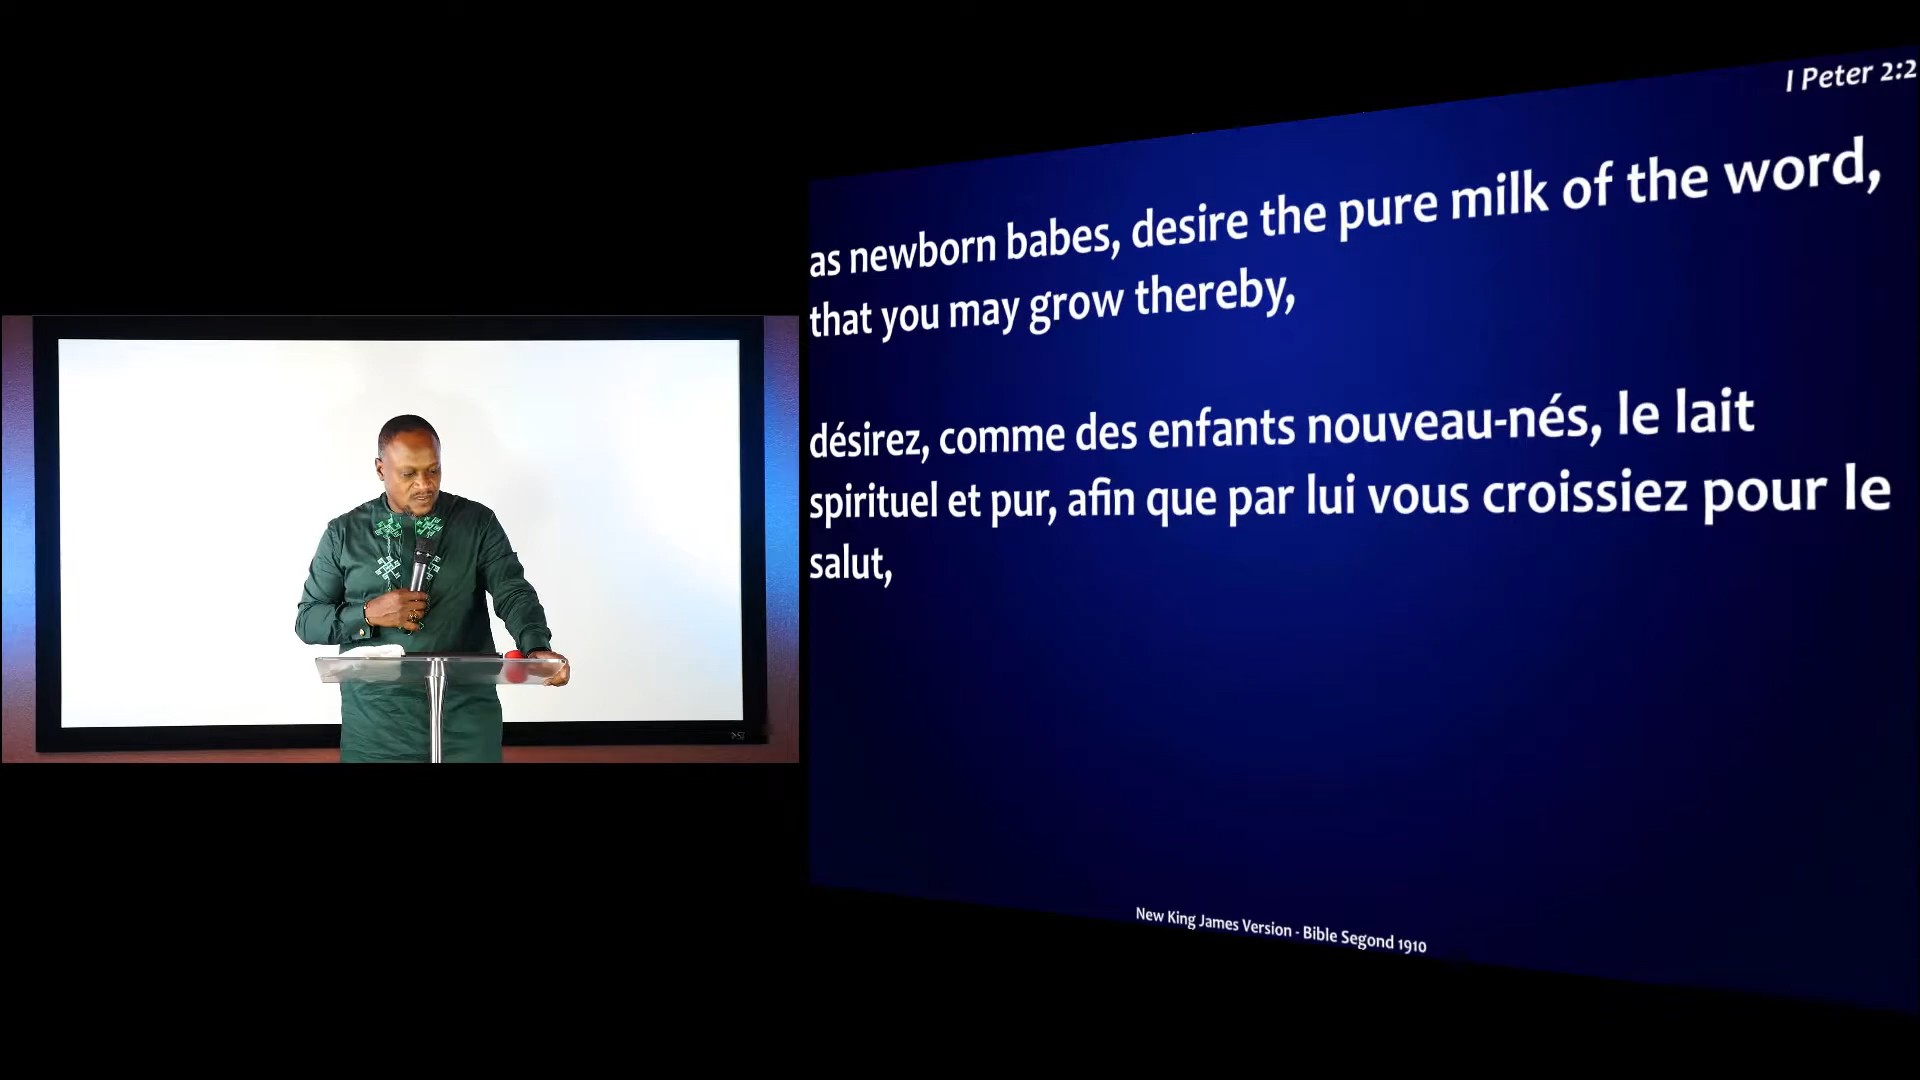 I Peter 2:2
as newborn babes, desire the pure milk of the word,
that you may grow thereby,
désirez, comme des enfants nouveau-nés, le lait
spirituel et pur, afin que par lui vous croissiez pour le
salut,
New King James Version - Bible Segond 1910